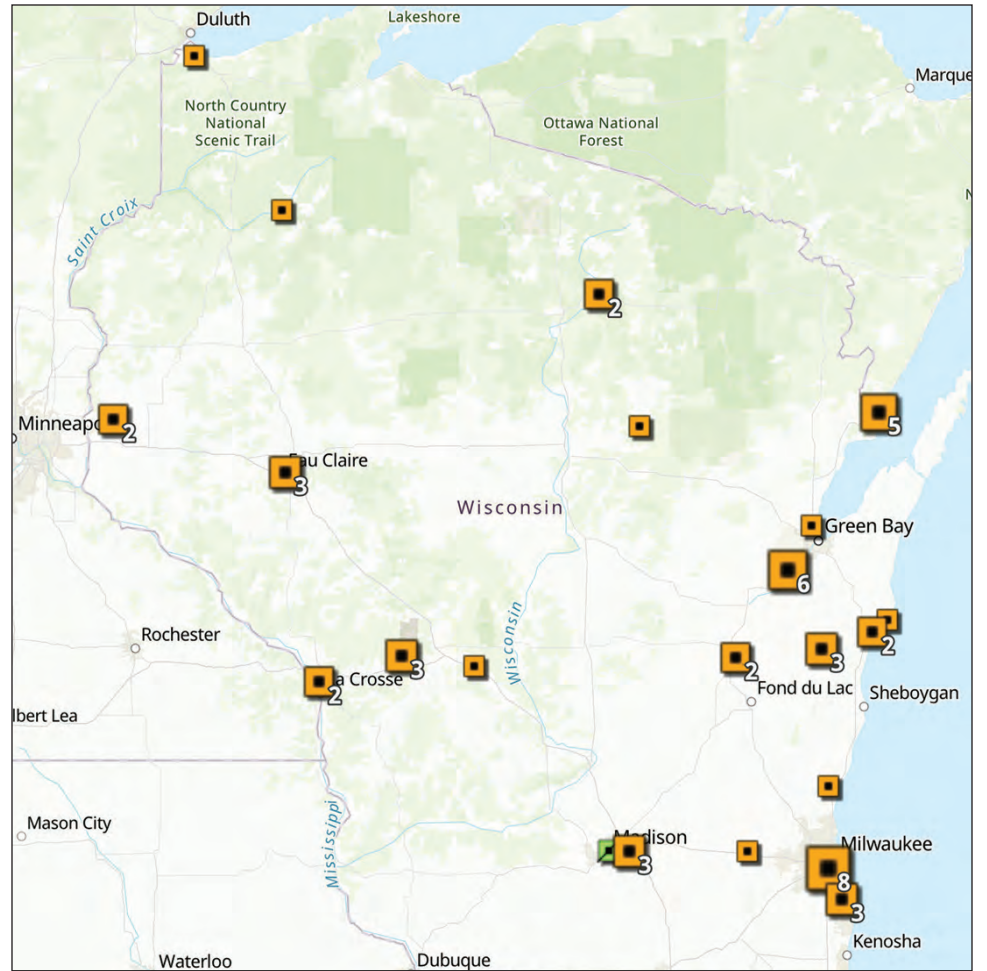 Duluth
Lakeshore
Marque
North Country
National
Scenic Trail
Ottawa National
Forest
N
Saint Croix
2
Minneapo
2
5
Eau Claire
3
Wisconsin
Green Bay
6
Wisconsin
Rochester
2
3
2
3
2
a Crosse
Fond du Lac
Sheboygan
lbert Lea
Mississippi
Mason City
Madison
3
Milwaukee
8
3
Kenosha
Waterloo
Dubuque